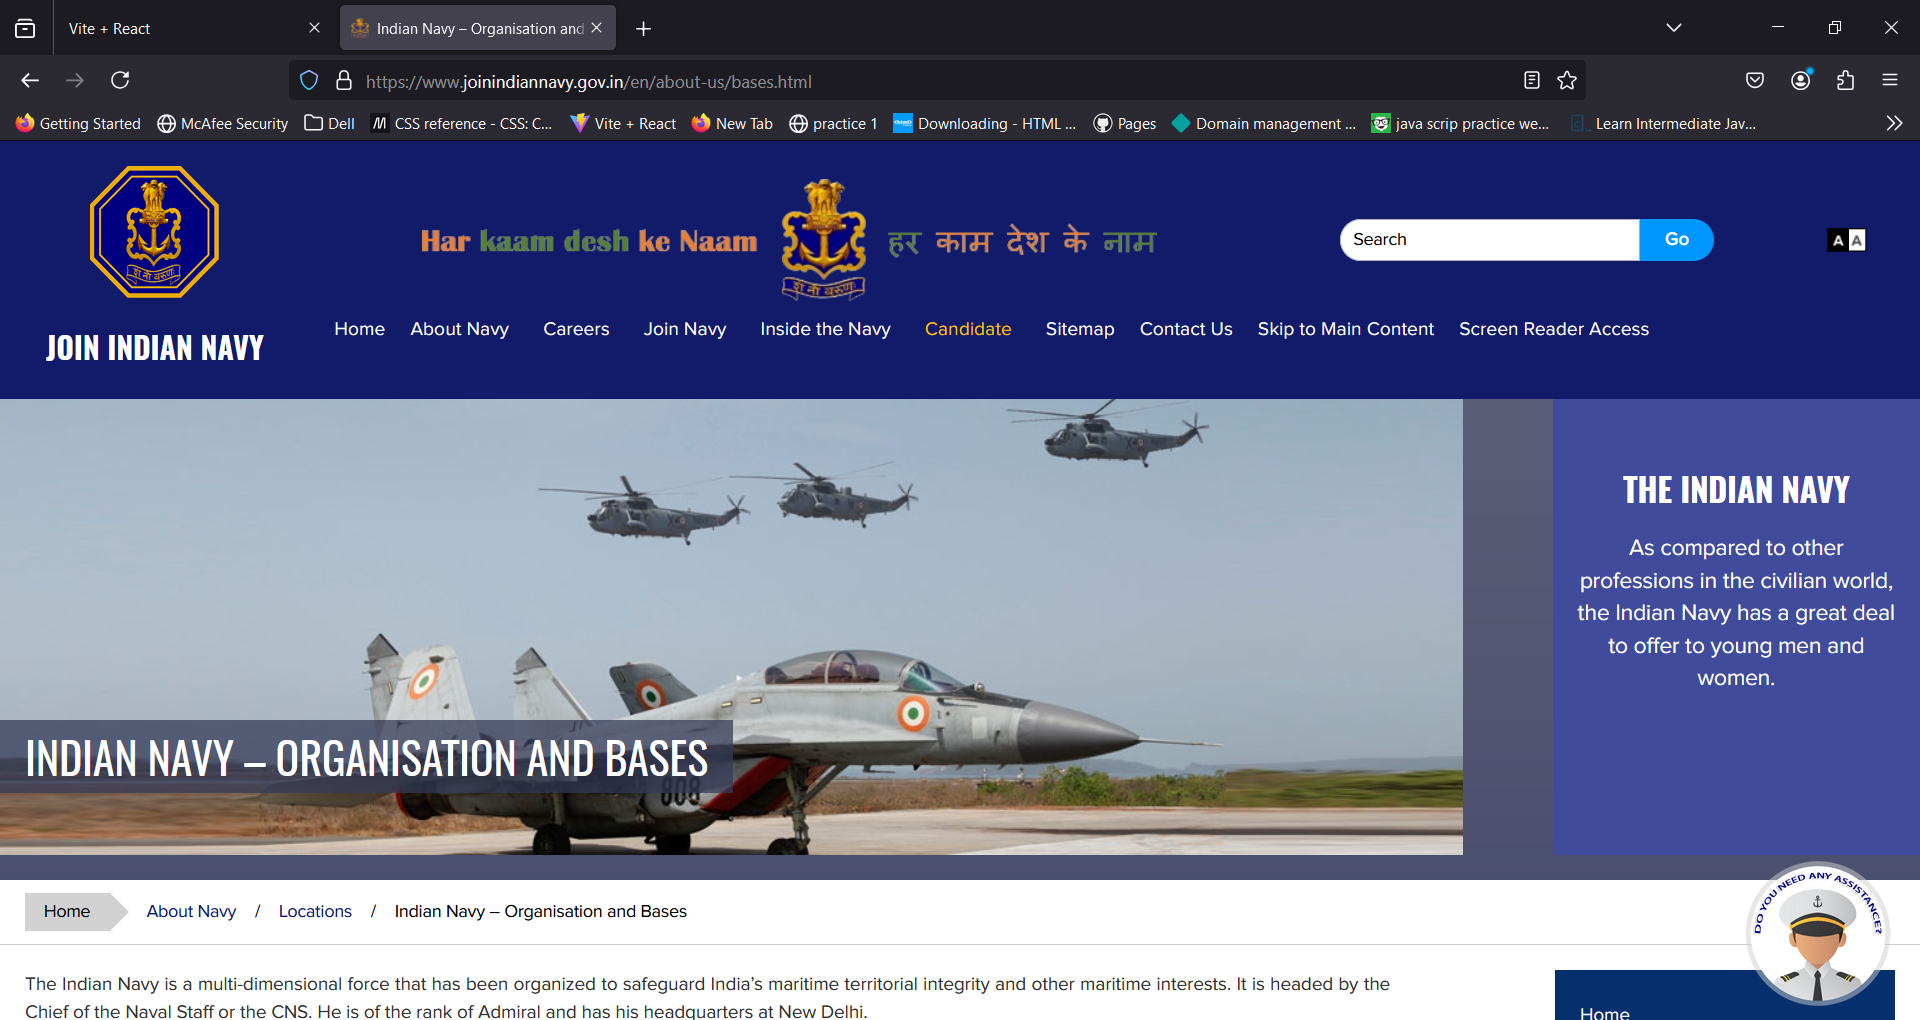 Vite + React
Indian Navy – Organisation and
https://www.joinindiannavy.gov.in/en/about-us/bases.html
Getting Started
McAfee Security
Dell
CSS reference - CSS: C...
Vite + React
New Tab
practice 1
Downloading - HTML ...
Pages
Domain management ...
java scrip practice we...
Learn Intermediate Jav...
JOIN INDIAN NAVY
Har kaam desh ke Naam
हर काम देश के नाम
Search
Go
A A
Home
About Navy
Careers
Join Navy
Inside the Navy
Candidate
Sitemap
Contact Us
Skip to Main Content
Screen Reader Access
INDIAN NAVY – ORGANISATION AND BASES
808
THE INDIAN NAVY
As compared to other
professions in the civilian world,
the Indian Navy has a great deal
to offer to young men and
women.
Home
About Navy / Locations / Indian Navy – Organisation and Bases
DO YOU NEED ANY ASSISTANCE?
The Indian Navy is a multi-dimensional force that has been organized to safeguard India’s maritime territorial integrity and other maritime interests. It is headed by the
Chief of the Naval Staff or the CNS. He is of the rank of Admiral and has his headquarters at New Delhi.
Home